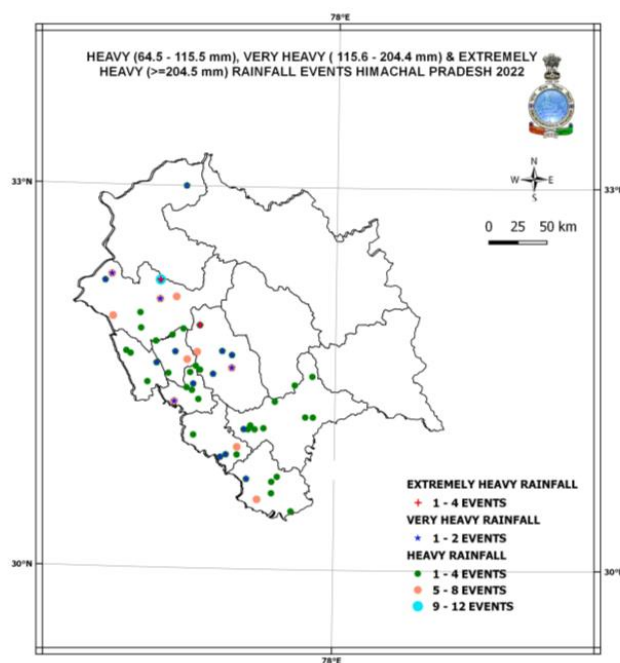 78°E
HEAVY (64.5 - 115.5 mm), VERY HEAVY ( 115.6 - 204.4 mm) & EXTREMELY
HEAVY (>=204.5 mm) RAINFALL EVENTS HIMACHAL PRADESH 2022
N
W E
S
33°N
33°N
0 25 50 km
EXTREMELY HEAVY RAINFALL
1 - 4 EVENTS
VERY HEAVY RAINFALL
1 - 2 EVENTS
HEAVY RAINFALL
1 - 4 EVENTS
5 - 8 EVENTS
9 - 12 EVENTS
30°N
30°N
78°E